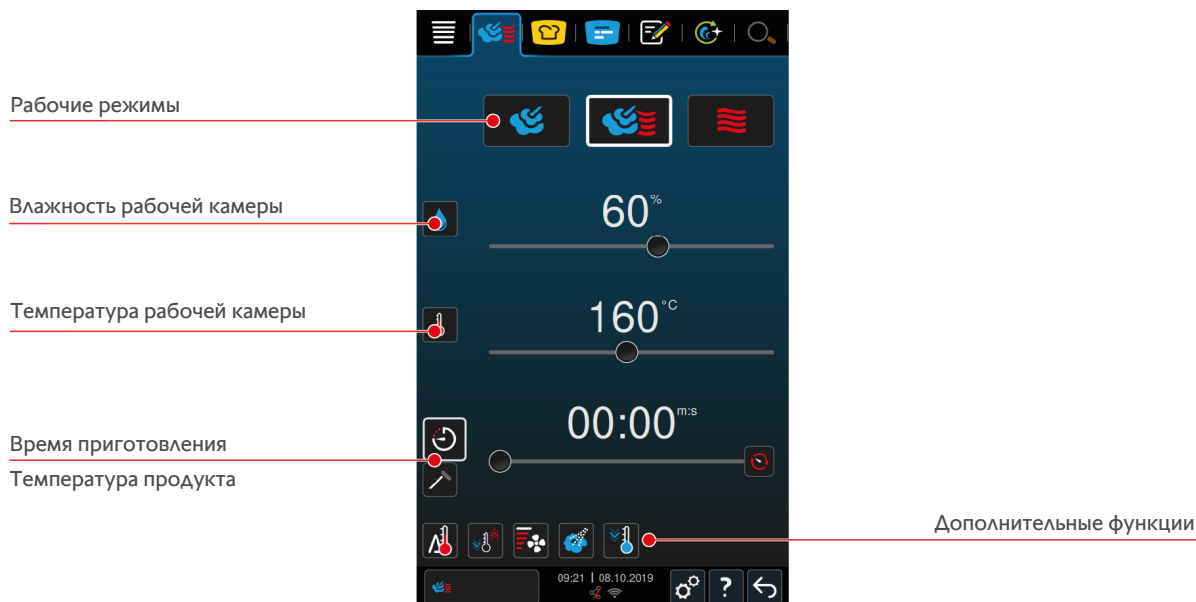 Рабочие режимы
Влажность рабочей камеры
60%
Температура рабочей камеры
160°C
00:00 m:s
Время приготовления
Температура продукта
Дополнительные функции
09:21 | 08.10.2019
?